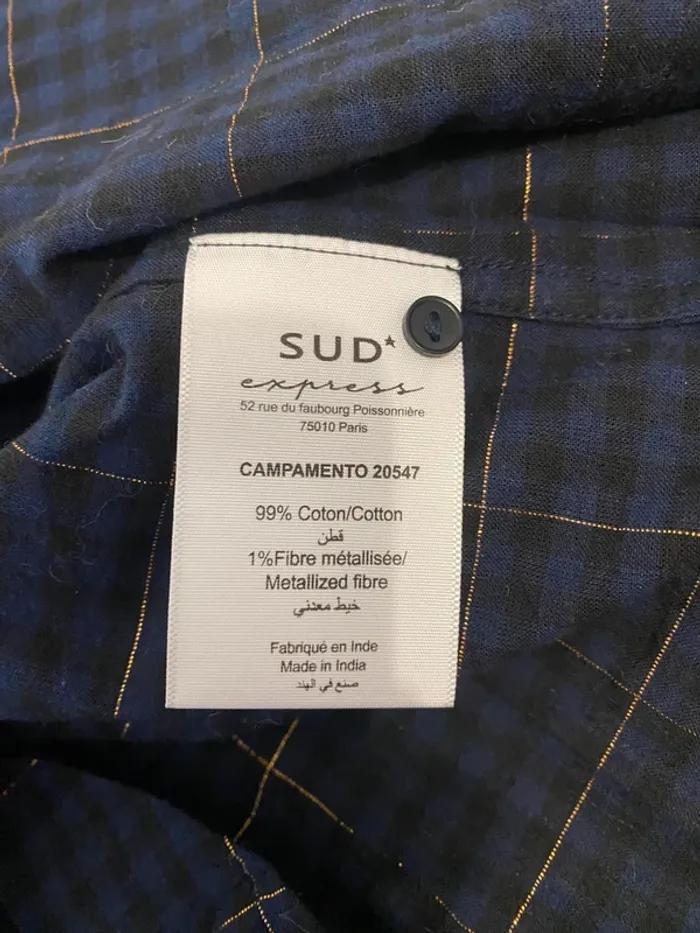 SUD*
express
52 rue du faubourg Poissonnière
75010 Paris
CAMPAMENTO 20547
99% Coton/Cotton
قطن
1%Fibre métallisée/
Metallized fibre
خيط معدني
Fabriqué en Inde
Made in India
صنع في الهند